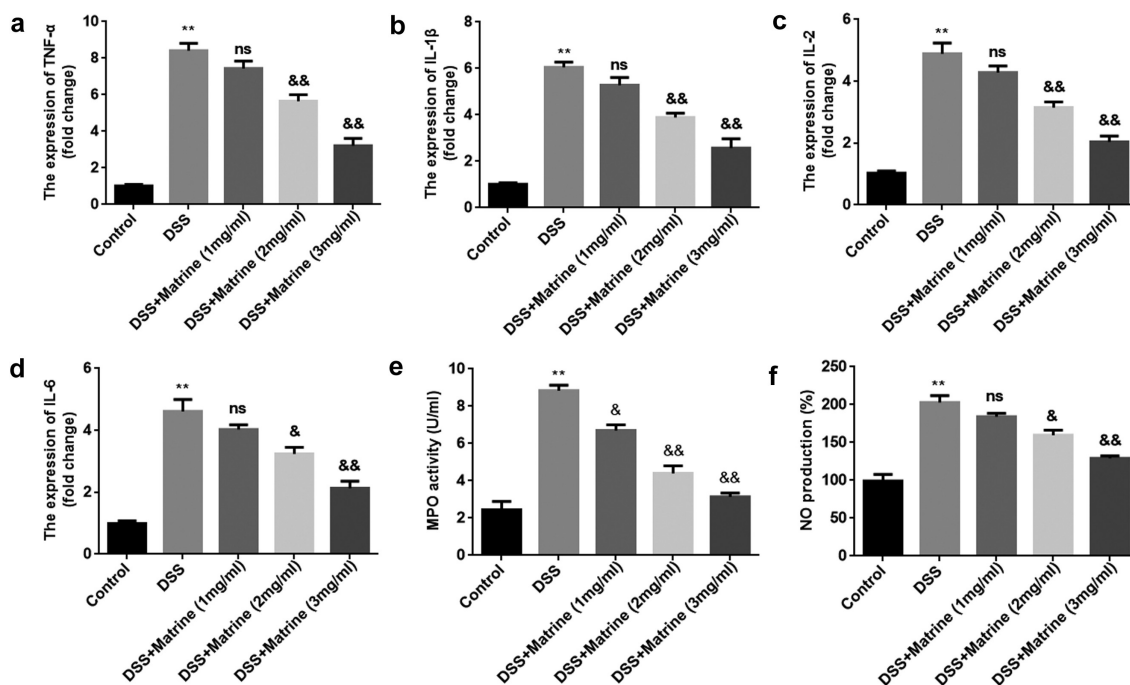 a
The expression of TNF-α
(fold change)
10
8
6
4
2
0
**
ns
&&
&&
Control
DSS
DSS+Matrine (1mg/ml)
DSS+Matrine (2mg/ml)
DSS+Matrine (3mg/ml)
b
The expression of IL-1β
(fold change)
8
6
4
2
0
**
ns
&&
&&
Control
DSS
DSS+Matrine (1mg/ml)
DSS+Matrine (2mg/ml)
DSS+Matrine (3mg/ml)
c
The expression of IL-2
(fold change)
6
4
2
0
**
ns
&&
&&
Control
DSS
DSS+Matrine (1mg/ml)
DSS+Matrine (2mg/ml)
DSS+Matrine (3mg/ml)
d
The expression of IL-6
(fold change)
6
4
2
0
**
ns
&
&&
Control
DSS
DSS+Matrine (1mg/ml)
DSS+Matrine (2mg/ml)
DSS+Matrine (3mg/ml)
e
MPO activity (U/ml)
10
8
6
4
2
0
**
&
&&
&&
Control
DSS
DSS+Matrine (1mg/ml)
DSS+Matrine (2mg/ml)
DSS+Matrine (3mg/ml)
f
NO production (%)
250
200
150
100
50
0
**
ns
&
&&
Control
DSS
DSS+Matrine (1mg/ml)
DSS+Matrine (2mg/ml)
DSS+Matrine (3mg/ml)